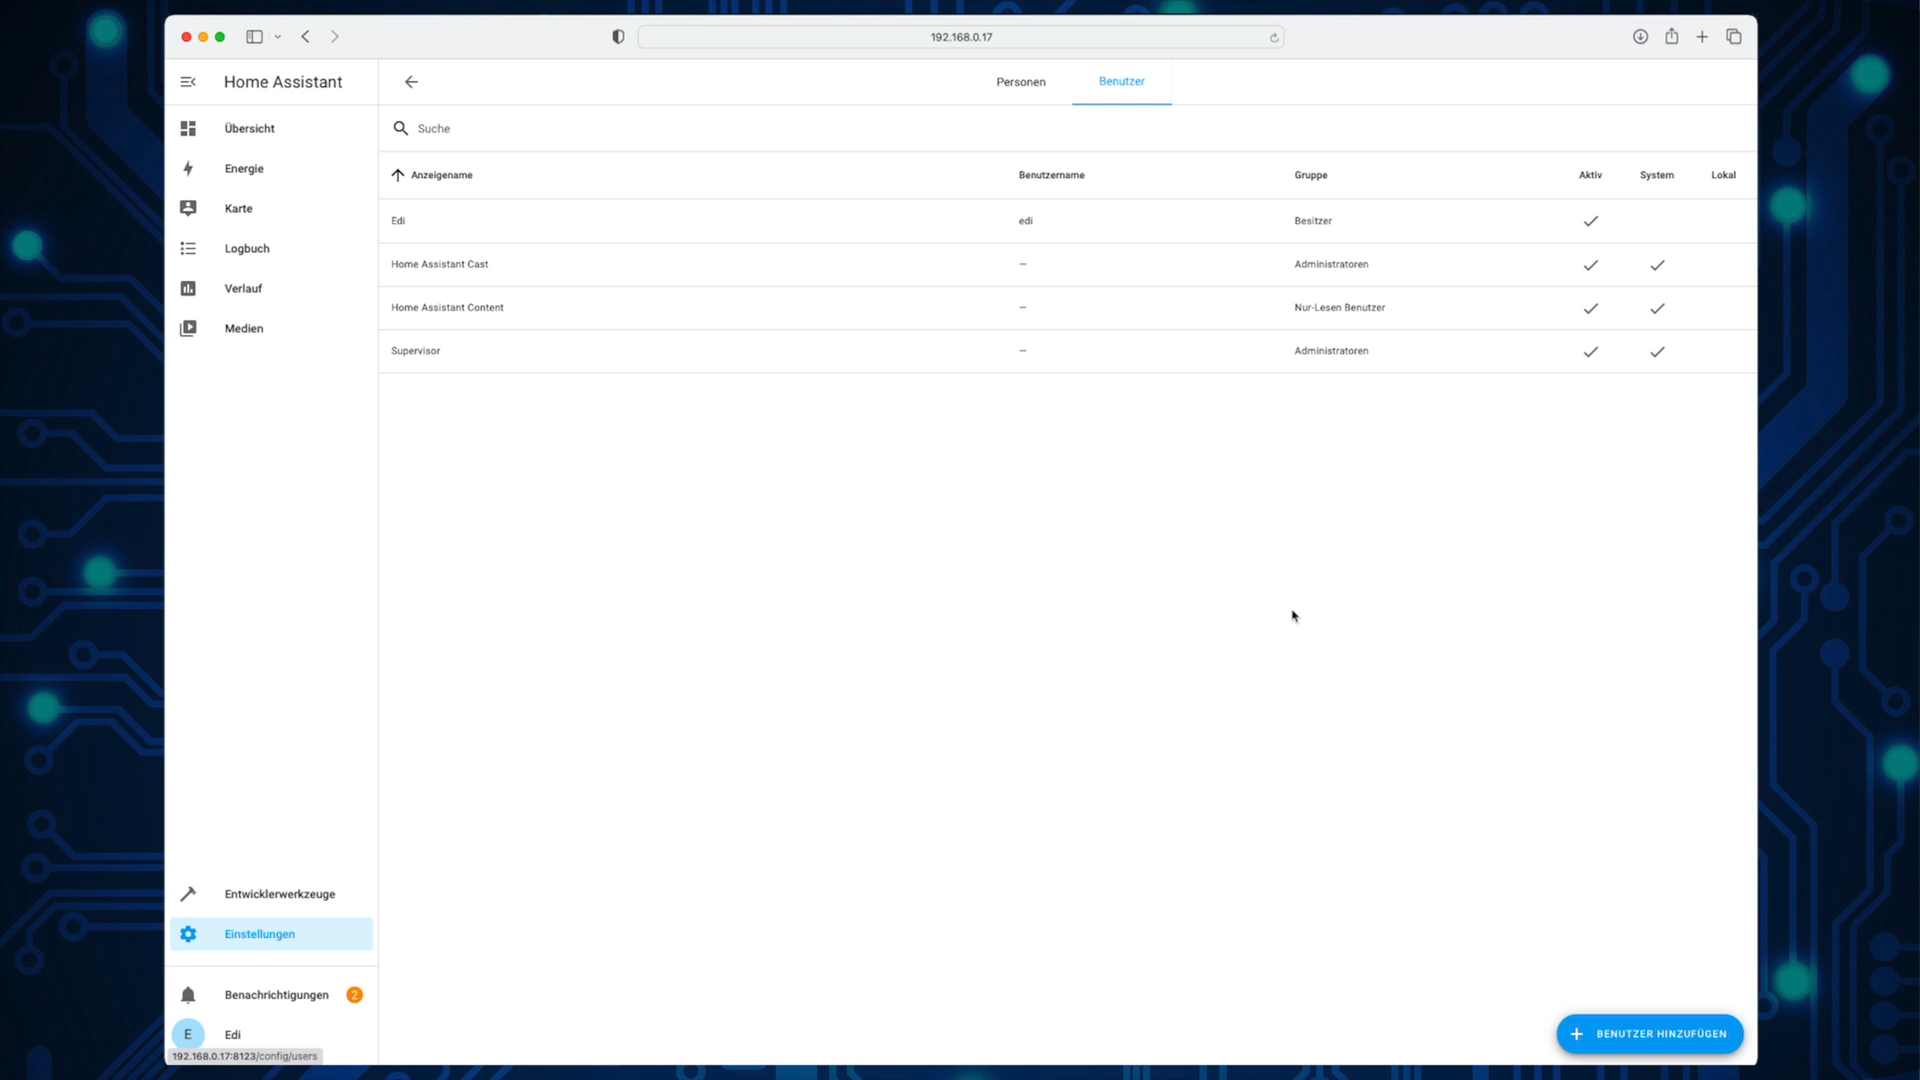 192.168.0.17
Home Assistant
Personen
Benutzer
Übersicht
Energie
Karte
Logbuch
Verlauf
Medien
Suche
Anzeigename Benutzername Gruppe Aktiv System Lokal
Edi edi Besitzer
Home Assistant Cast – Administratoren
Home Assistant Content – Nur-Lesen Benutzer
Supervisor – Administratoren
Entwicklerwerkzeuge
Einstellungen
Benachrichtigungen 2
E Edi
192.168.0.17:8123/config/users
BENUTZER HINZUFÜGEN